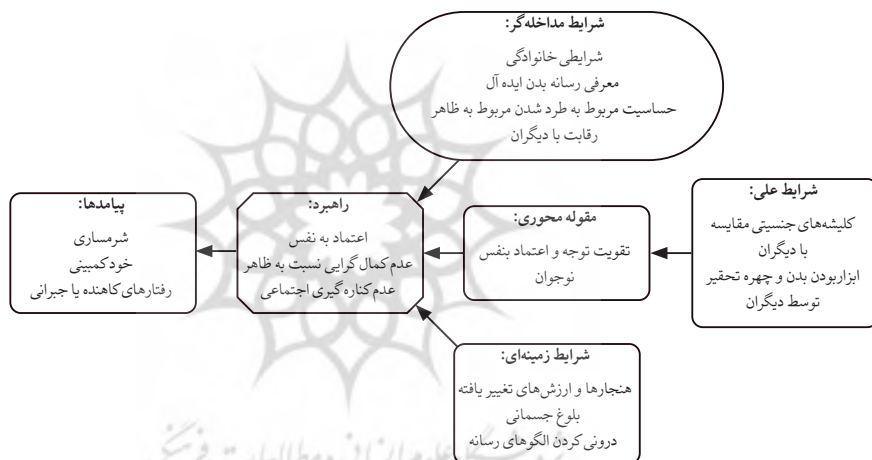 شرایط مداخله‌گر:
شرایطی خانوادگی
معرفی رسانه بدن ایده آل
حساسیت مربوط به طرد شدن مربوط به ظاهر
رقابت با دیگران
شرایط علی:
کلیشه‌های جنسیتی مقایسه
با دیگران
ابزاربودن بدن و چهره تحقیر
توسط دیگران
مقوله محوری:
تقویت توجه و اعتماد بنفس
نوجوان
راهبرد:
اعتماد به نفس
عدم کمال گرایی نسبت به ظاهر
عدم کناره گیری اجتماعی
پیامدها:
شرمساری
خودکم‌بینی
رفتارهای کاهنده یا جبرانی
شرایط زمینه‌ای:
هنجارها و ارزش‌های تغییر یافته
بلوغ جسمانی
درونی کردن الگوهای رسانه